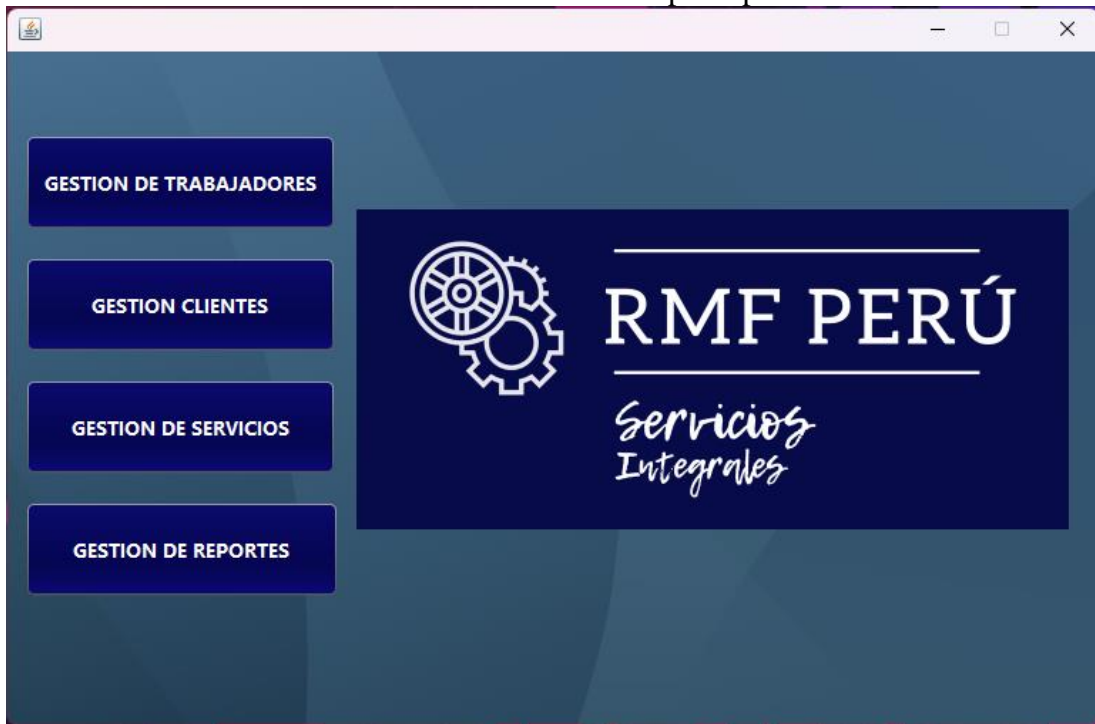 GESTION DE TRABAJADORES
GESTION CLIENTES
GESTION DE SERVICIOS
GESTION DE REPORTES
RMF PERÚ
Servicios
Integrales